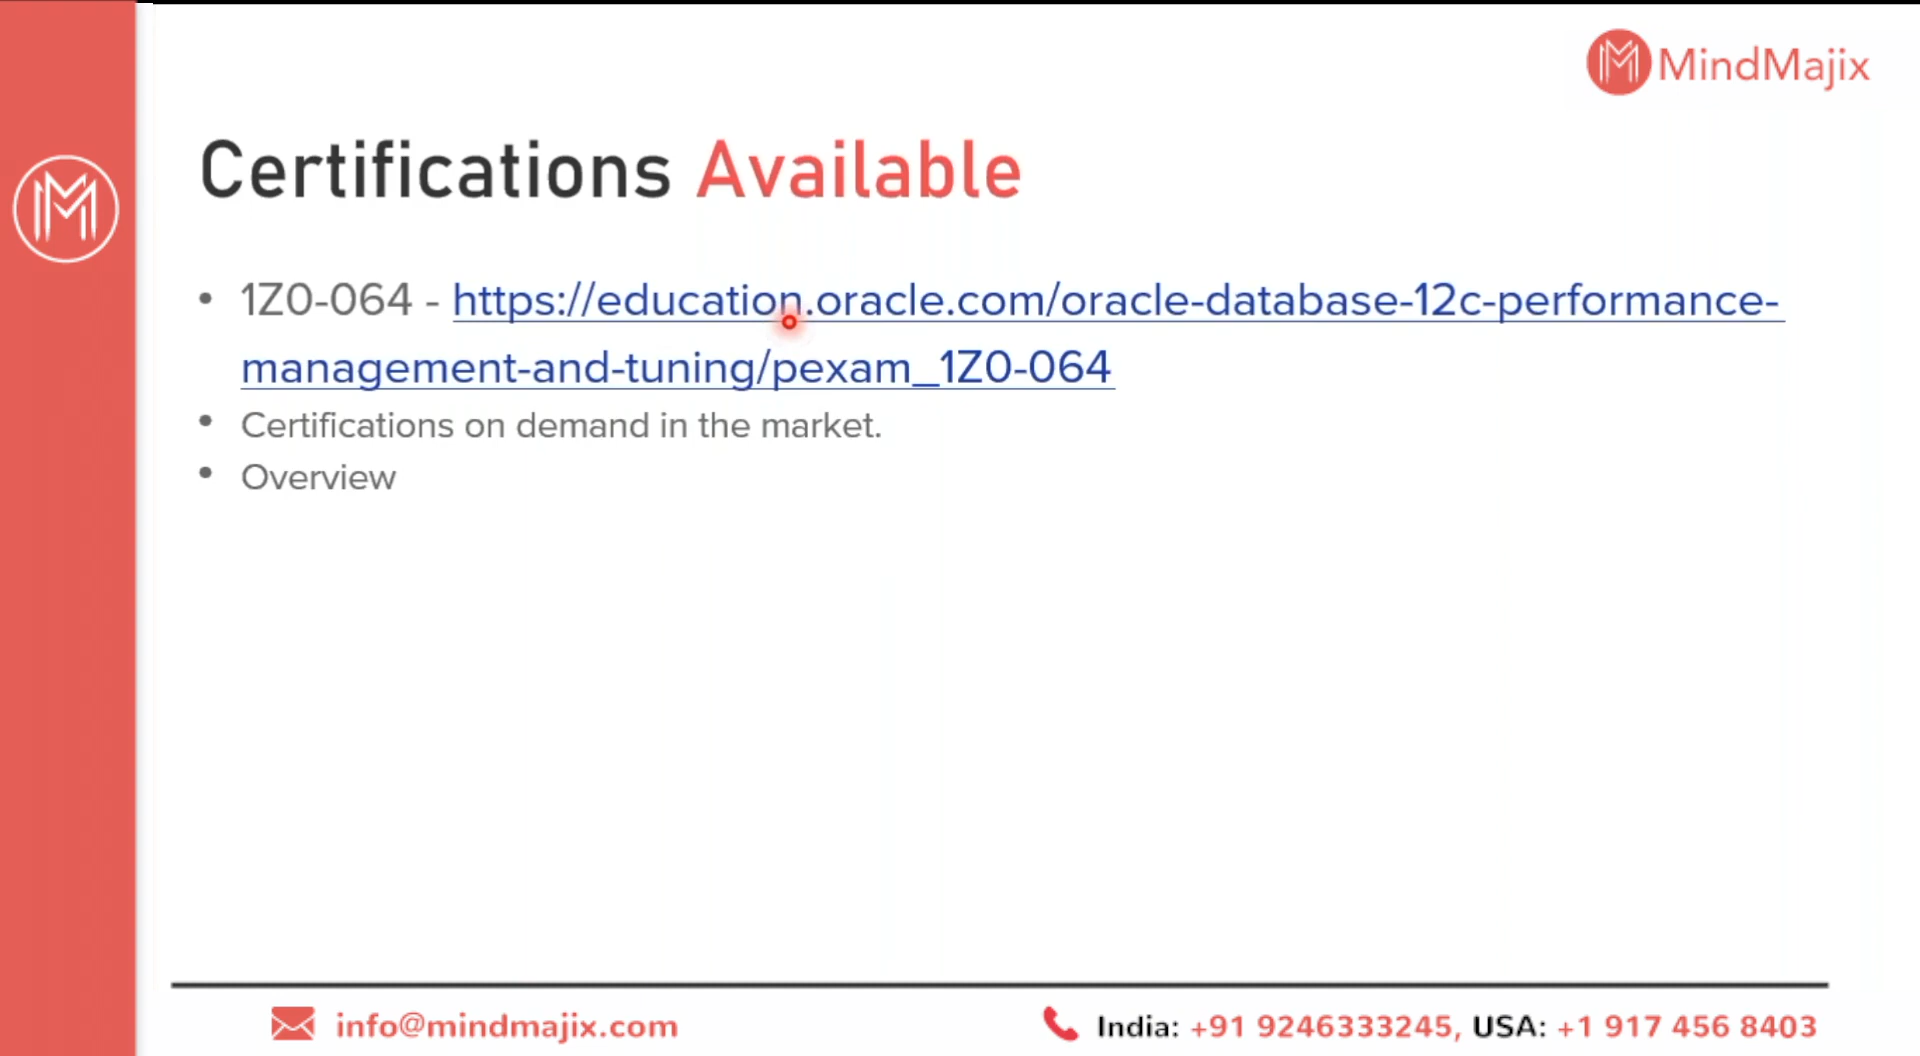 MindMajix
Certifications Available
• 1Z0-064 - https://education.oracle.com/oracle-database-12c-performance-
management-and-tuning/pexam_1Z0-064
• Certifications on demand in the market.
• Overview
info@mindmajix.com
India: +91 9246333245, USA: +1 917 456 8403